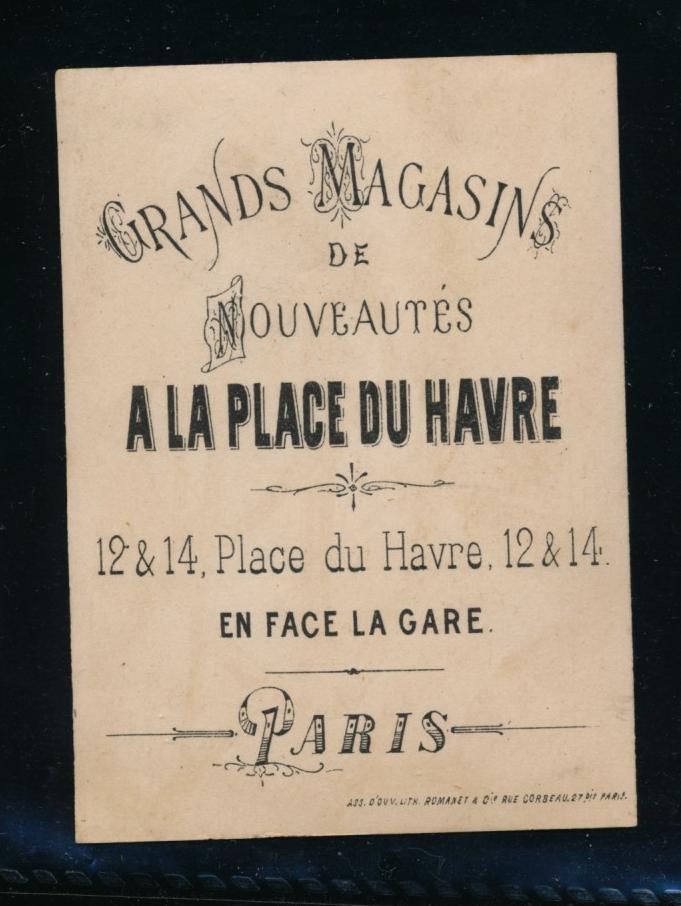 GRANDS MAGASINS
DE
NOUVEAUTÉS
A LA PLACE DU HAVRE
12 & 14, Place du Havre, 12 & 14.
EN FACE LA GARE.
PARIS
ASS. D'OUV. LITH. ROMANET & Cie RUE CORBEAU. 27 bis PARIS.